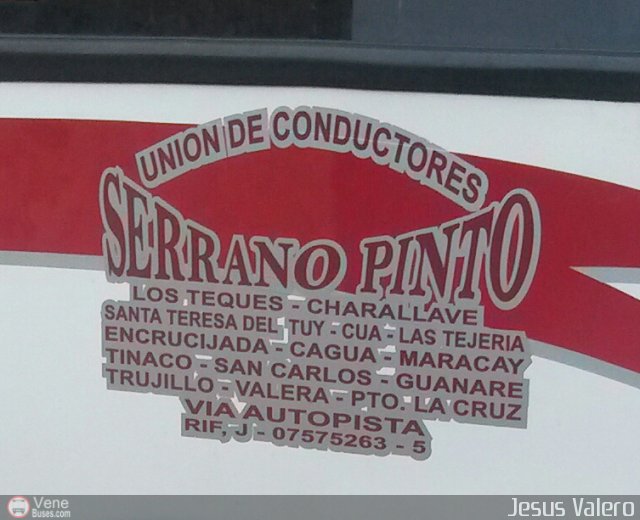 UNION DE CONDUCTORES
SERRANO PINTO
LOS TEQUES - CHARALLAVE
SANTA TERESA DEL TUY - CUA - LAS TEJERIA
ENCRUCIJADA - CAGUA - MARACAY
TINACO - SAN CARLOS - GUANARE
TRUJILLO - VALERA - PTO. LA CRUZ
VIA AUTOPISTA
RIF, J - 07575263 - 5
Vene
Buses.com
Jesus Valero